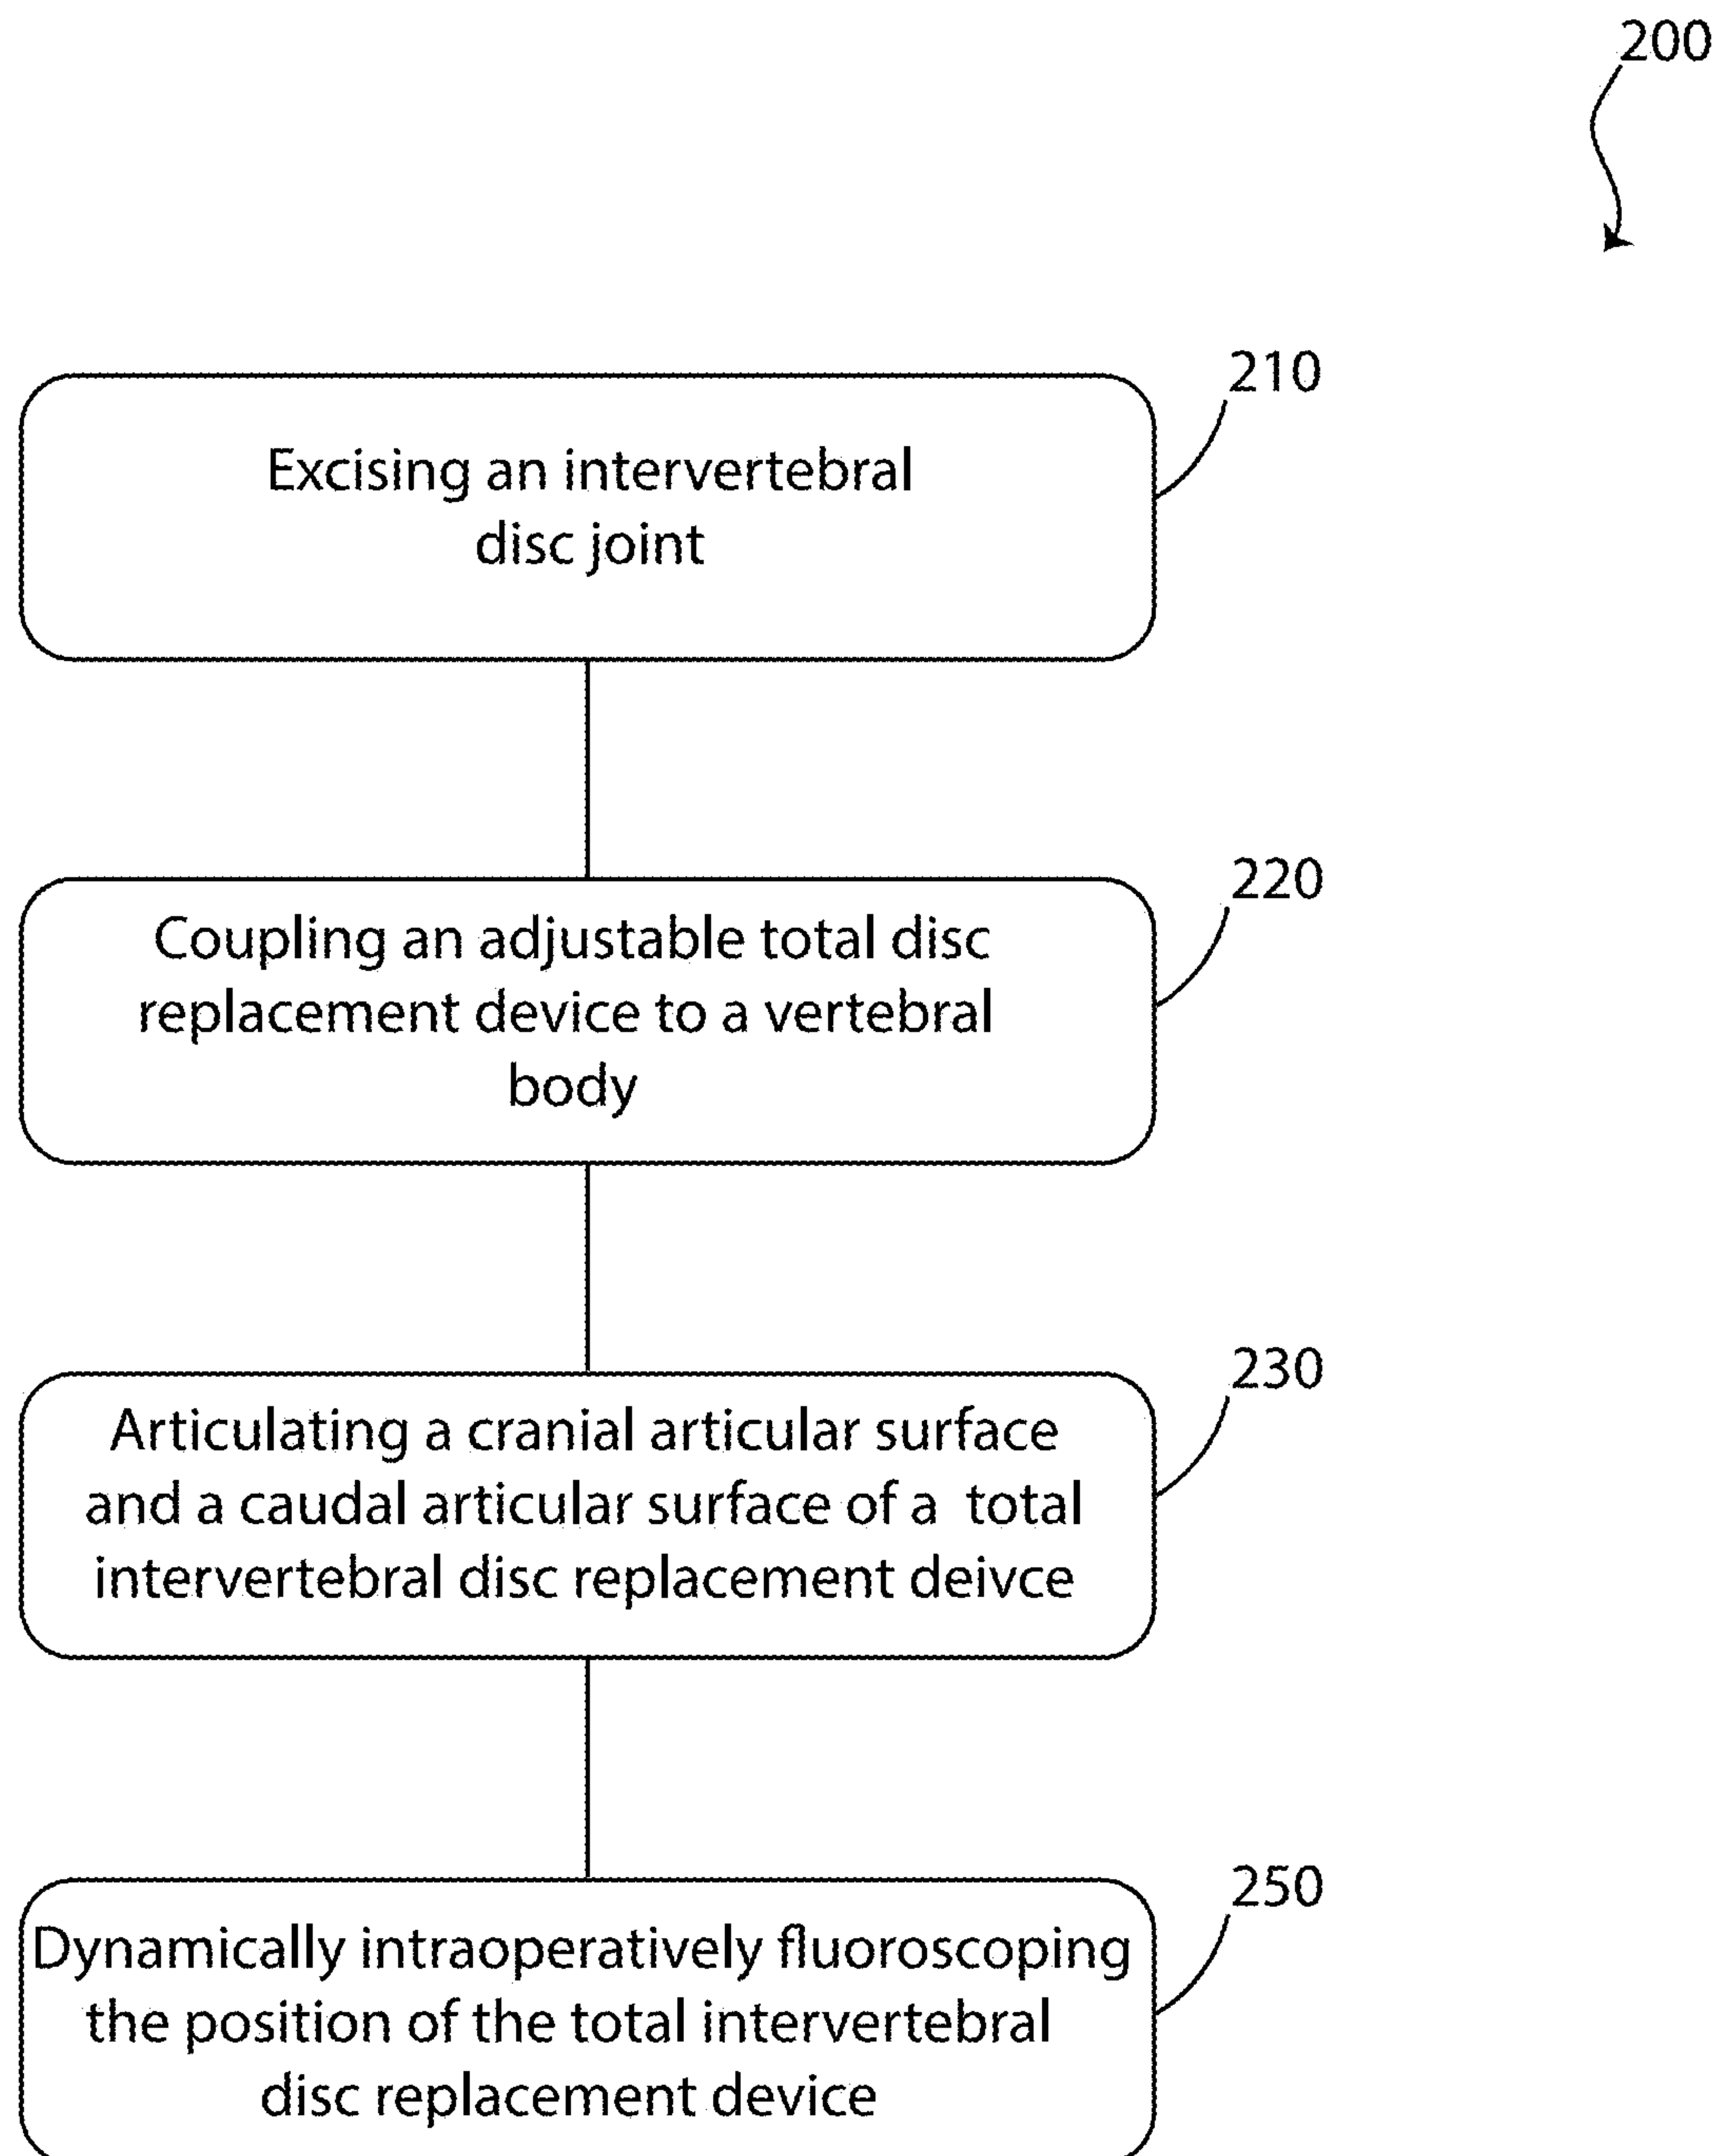 200
210
Excising an intervertebral
disc joint
220
Coupling an adjustable total disc
replacement device to a vertebral
body
230
Articulating a cranial articular surface
and a caudal articular surface of a total
intervertebral disc replacement deivce
250
Dynamically intraoperatively fluoroscoping
the position of the total intervertebral
disc replacement device